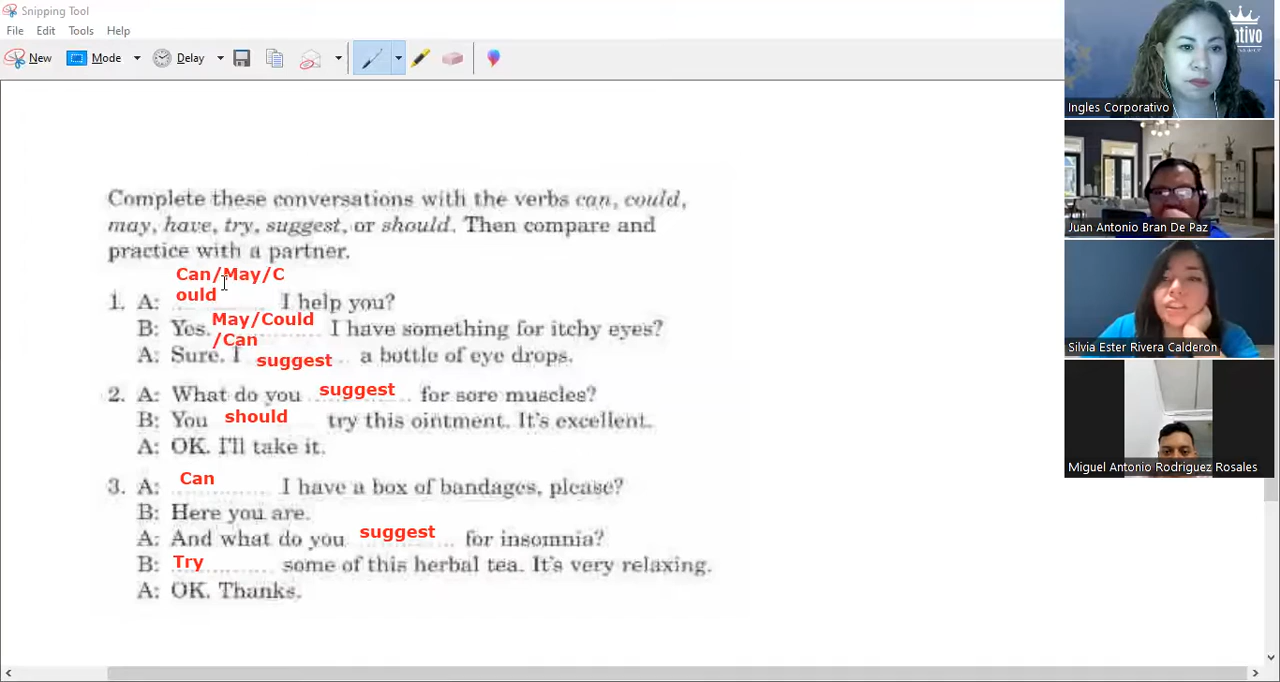 Snipping Tool
File Edit Tools Help
New Mode Delay
tivo
Ingles Corporativo
Juan Antonio Bran De Paz
Silvia Ester Rivera Calderon
Miguel Antonio Rodriguez Rosales
Complete these conversations with the verbs can, could,
may, have, try, suggest, or should. Then compare and
practice with a partner.
Can/May/C
ould
1. A: I help you?
May/Could
/Can
B: Yes. I have something for itchy eyes?
A: Sure. I suggest a bottle of eye drops.
2. A: What do you suggest for sore muscles?
B: You should try this ointment. It's excellent.
A: OK. I'll take it.
3. A: Can I have a box of bandages, please?
B: Here you are.
A: And what do you suggest for insomnia?
B: Try some of this herbal tea. It's very relaxing.
A: OK. Thanks.